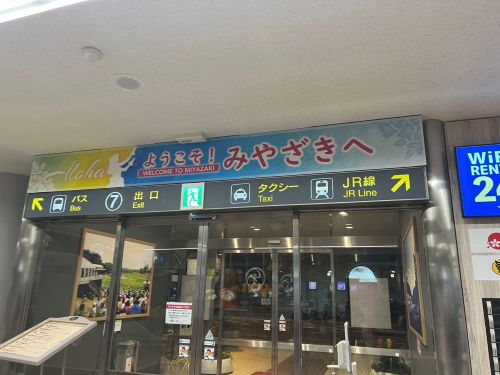 Aloha
ようこそ!
WELCOME TO MIYAZAKI
みやざきへ
バス
Bus
7
出口
Exit
タクシー
Taxi
JR線
JR Line
WiF
RENT
24